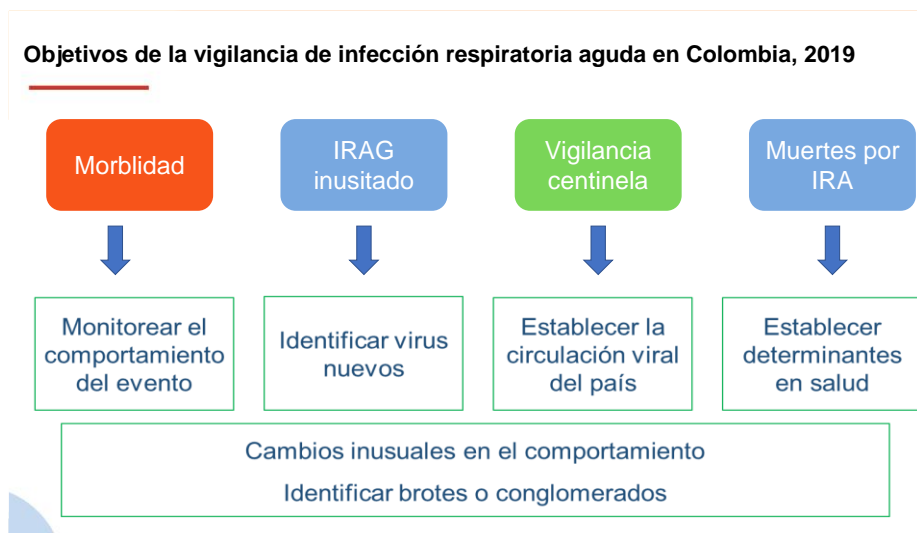 Objetivos de la vigilancia de infección respiratoria aguda en Colombia, 2019
Morblidad
IRAG
inusitado
Vigilancia
centinela
Muertes por
IRA
Monitorear el
comportamiento
del evento
Identificar virus
nuevos
Establecer la
circulación viral
del país
Establecer
determinantes
en salud
Cambios inusuales en el comportamiento
Identificar brotes o conglomerados